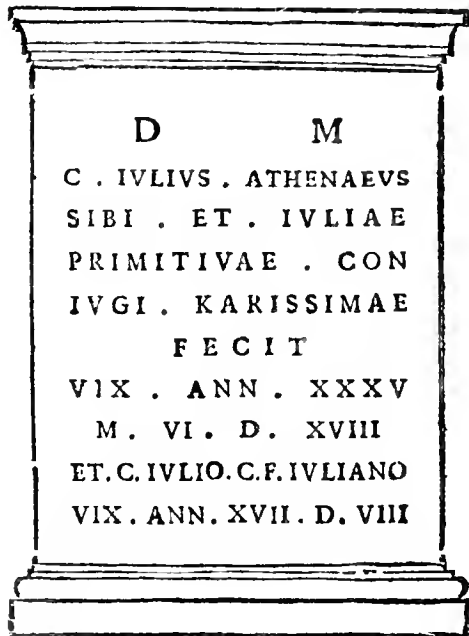 D M
C . IVLIVS . ATHENAEVS
SIBI . ET . IVLIAE
PRIMITIVAE . CON
IVGI . KARISSIMAE
FECIT
VIX . ANN . XXXV
M . VI . D . XVIII
ET . C. IVLIO . C. F. IVLIANO
VIX . ANN . XVII . D . VIII